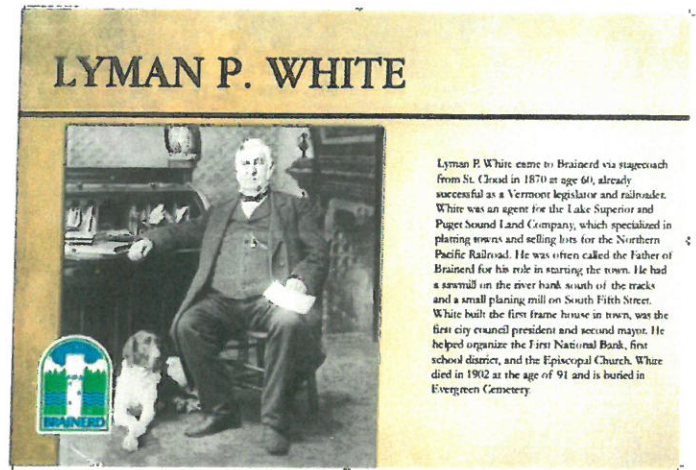 LYMAN P. WHITE
Lyman P. White came to Brainerd via stagecoach
from St. Cloud in 1870 at age 60, already
successful as a Vermont legislator and railroader.
White was an agent for the Lake Superior and
Puget Sound Land Company, which specialized in
platting towns and selling lots for the Northern
Pacific Railroad. He was often called the Father of
Brainerd for his role in starting the town. He had
a sawmill on the river bank south of the tracks
and a small planing mill on South Fifth Street.
White built the first frame house in town, was the
first city council president and second mayor. He
helped organize the First National Bank, first
school district, and the Episcopal Church. White
died in 1902 at the age of 91 and is buried in
Evergreen Cemetery.
BRAINERD